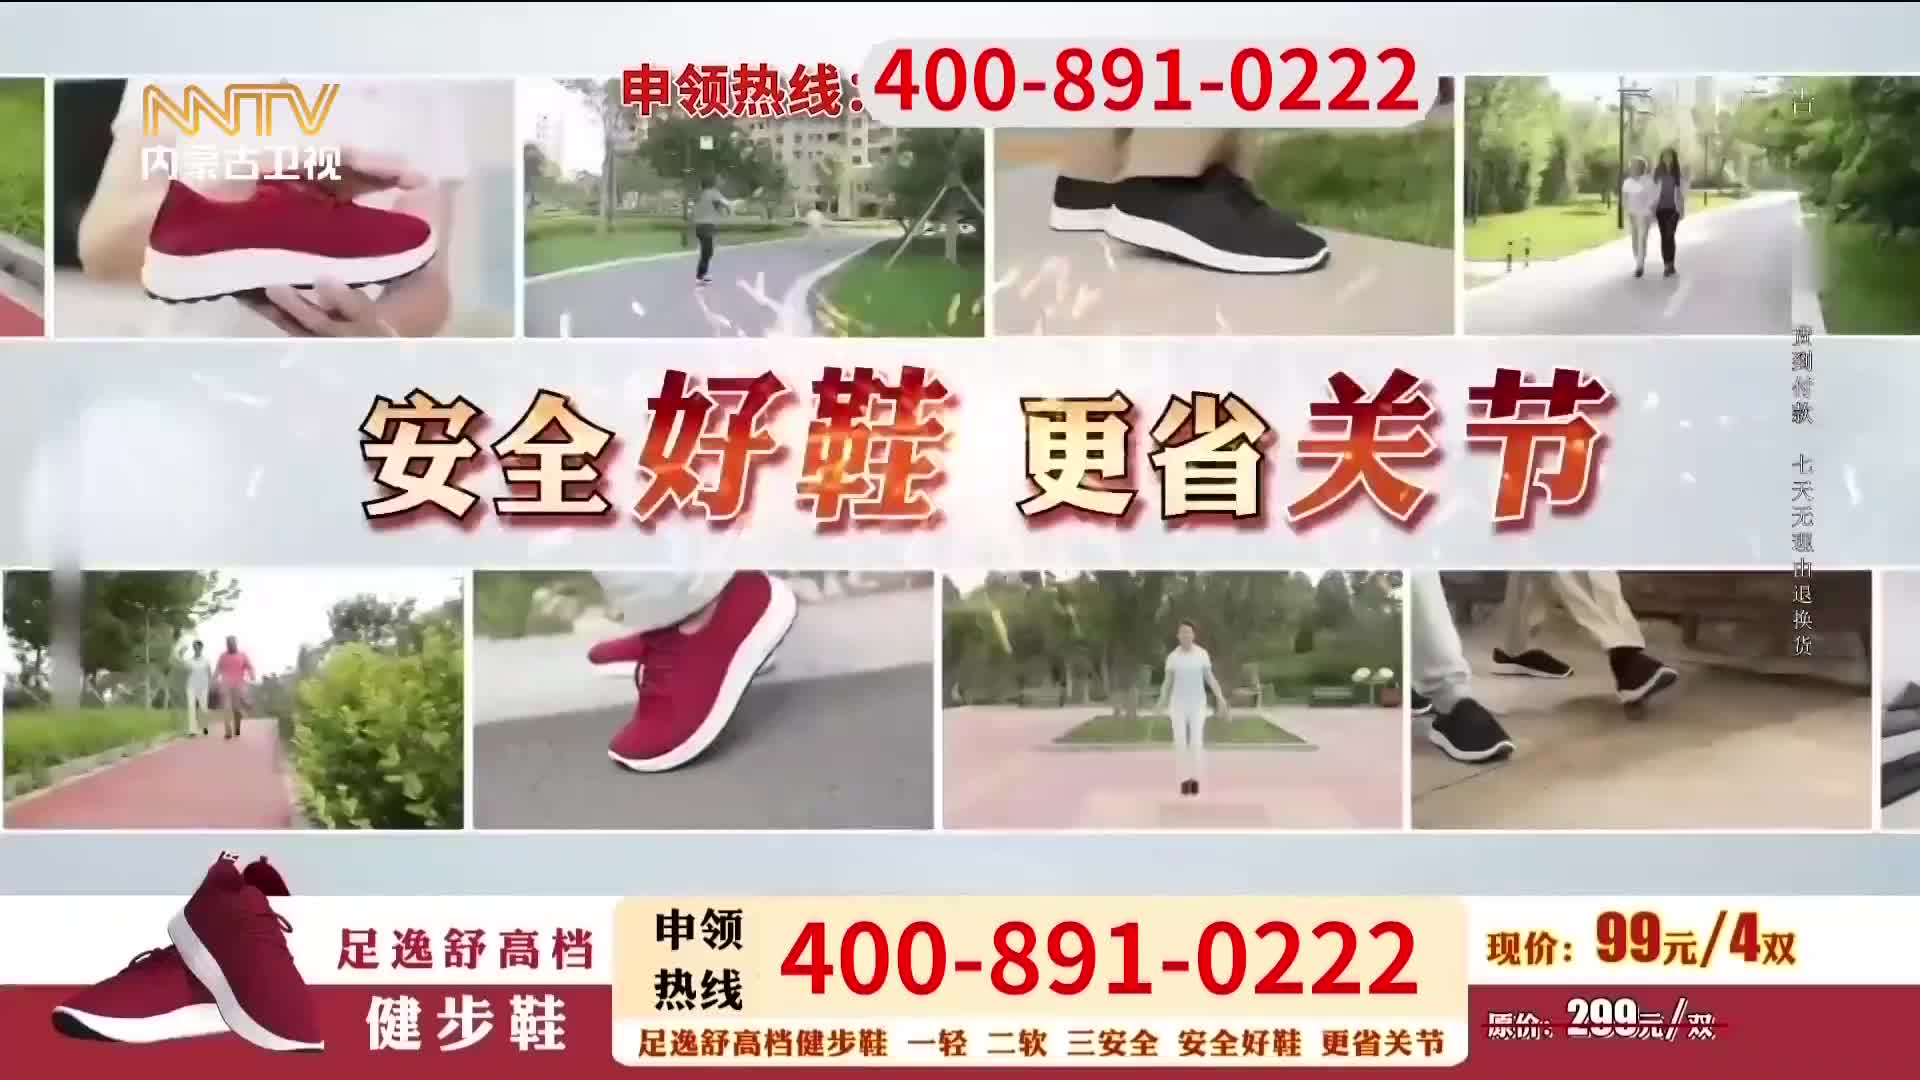 申领热线：400-891-0222
NNTV
内蒙古卫视
广告
安全好鞋 更省关节
货到付款 七天无理由退换货
足逸舒高档
健步鞋
申领
热线
400-891-0222
足逸舒高档健步鞋 一轻 二软 三安全 安全好鞋 更省关节
现价：99元/4双
原价：299元/双